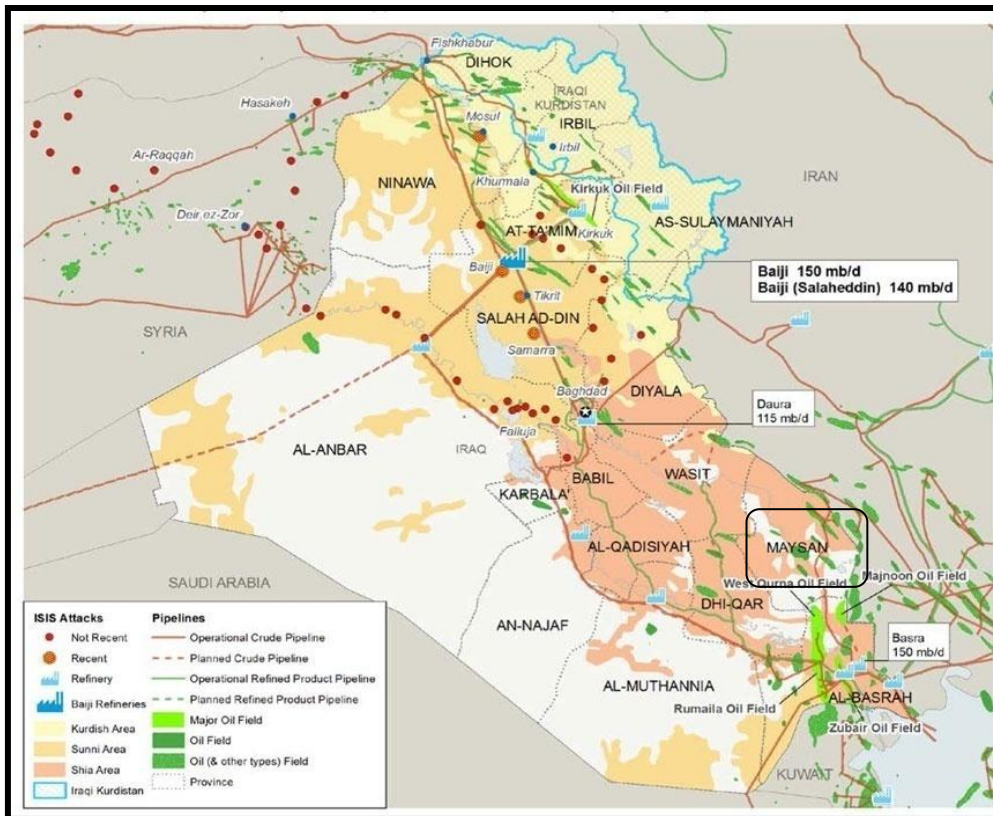 Fishkhabur
DIHOK
IRAQI
KURDISTAN
Hasakeh
Mosul
IRBIL
Irbil
Ar-Raqqah
IRAN
NINAWA
Khurmala
Kirkuk Oil Field
Deir ez-Zor
AS-SULAYMANIYAH
AT-TA'MIM
Kirkuk
Baiji
Baiji 150 mb/d
Baiji (Salaheddin) 140 mb/d
Tikrit
SALAH AD-DIN
SYRIA
Samarra
DIYALA
Baghdad
Daura
115 mb/d
Falluja
AL-ANBAR
IRAQ
WASIT
BABIL
KARBALA'
AL-QADISIYAH
MAYSAN
SAUDI ARABIA
West Qurna Oil Field
Majnoon Oil Field
DHI-QAR
AN-NAJAF
Basra
150 mb/d
AL-MUTHANNIA
AL-BASRAH
Rumaila Oil Field
Zubair Oil Field
KUWAIT
ISIS Attacks
Not Recent
Recent
Refinery
Baiji Refineries
Kurdish Area
Sunni Area
Shia Area
Iraqi Kurdistan
Pipelines
Operational Crude Pipeline
Planned Crude Pipeline
Operational Refined Product Pipeline
Planned Refined Product Pipeline
Major Oil Field
Oil Field
Oil (& other types) Field
Province